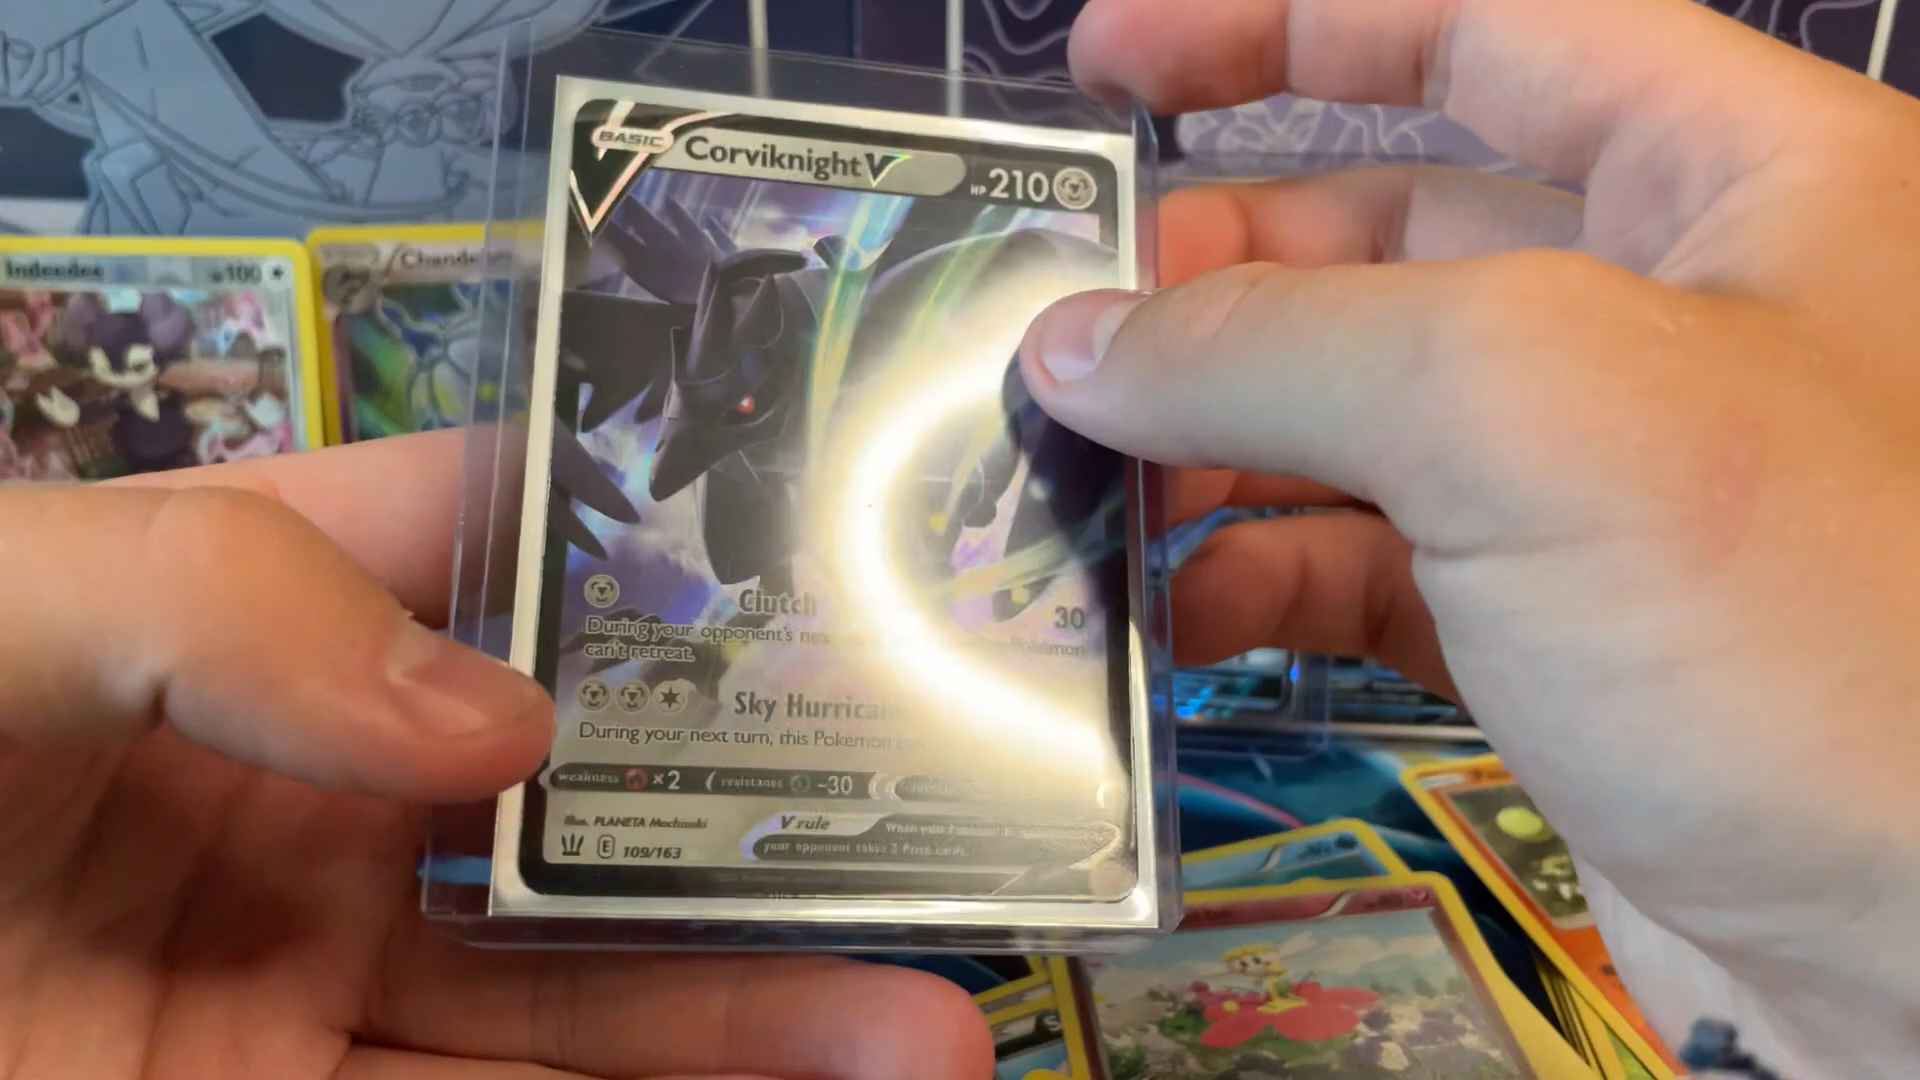 BASIC
Corviknight V
HP 210
Indeedee 100
Chande
Clutch 30
During your opponent's Pokémon
can't retreat.
Sky Hurrican
During your next turn, this Pokémon
weakness ×2 resistance -30
Illus. PLANETA Mochizuki
V rule
When your Pokémon
your opponent takes 2 Prize cards.
E 109/163